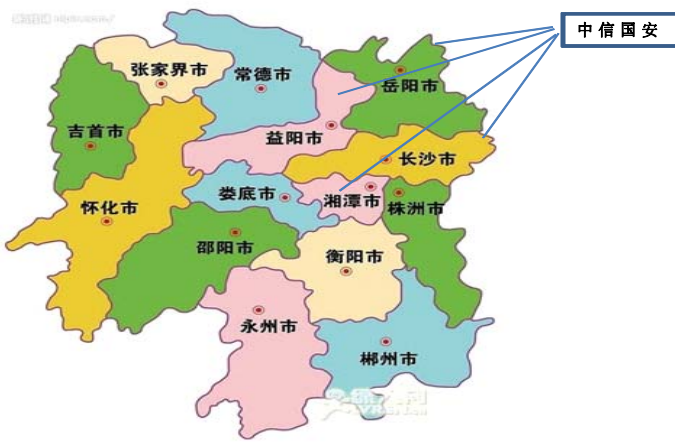 中信国安
张家界市
常德市
岳阳市
吉首市
益阳市
长沙市
娄底市
湘潭市
株洲市
怀化市
邵阳市
衡阳市
永州市
郴州市